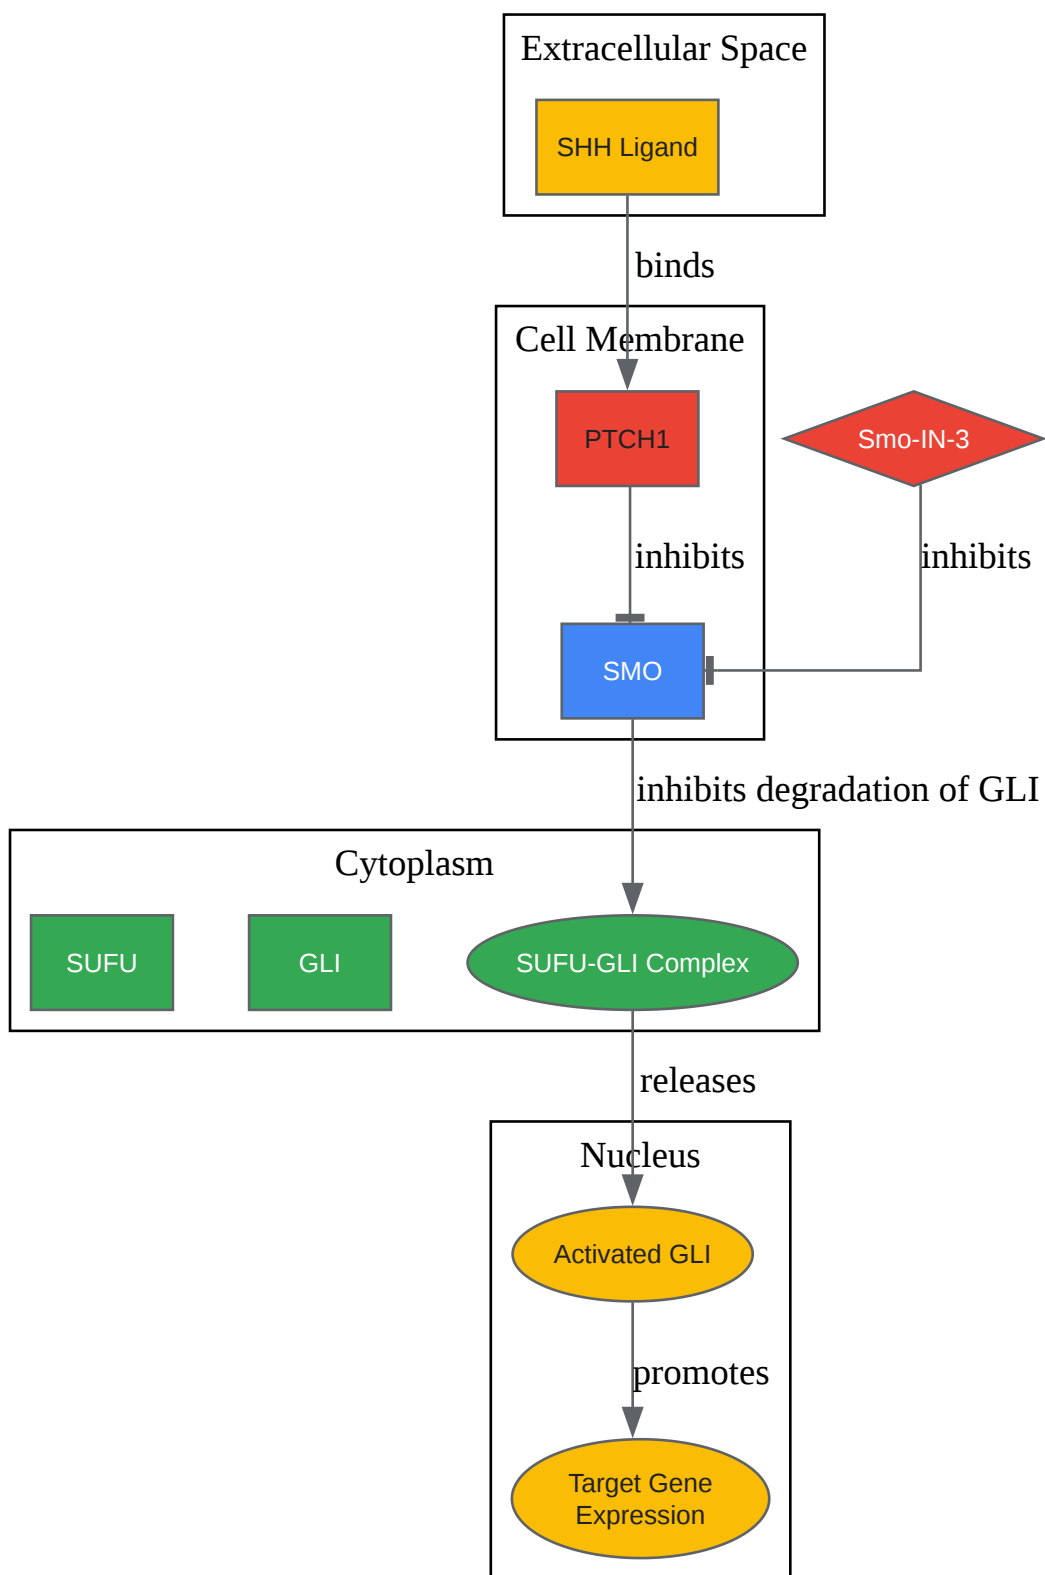 Extracellular Space
SHH Ligand
binds
Cell Membrane
PTCH1
Smo-IN-3
inhibits
inhibits
SMO
inhibits degradation of GLI
Cytoplasm
SUFU
GLI
SUFU-GLI Complex
releases
Nucleus
Activated GLI
promotes
Target Gene
Expression